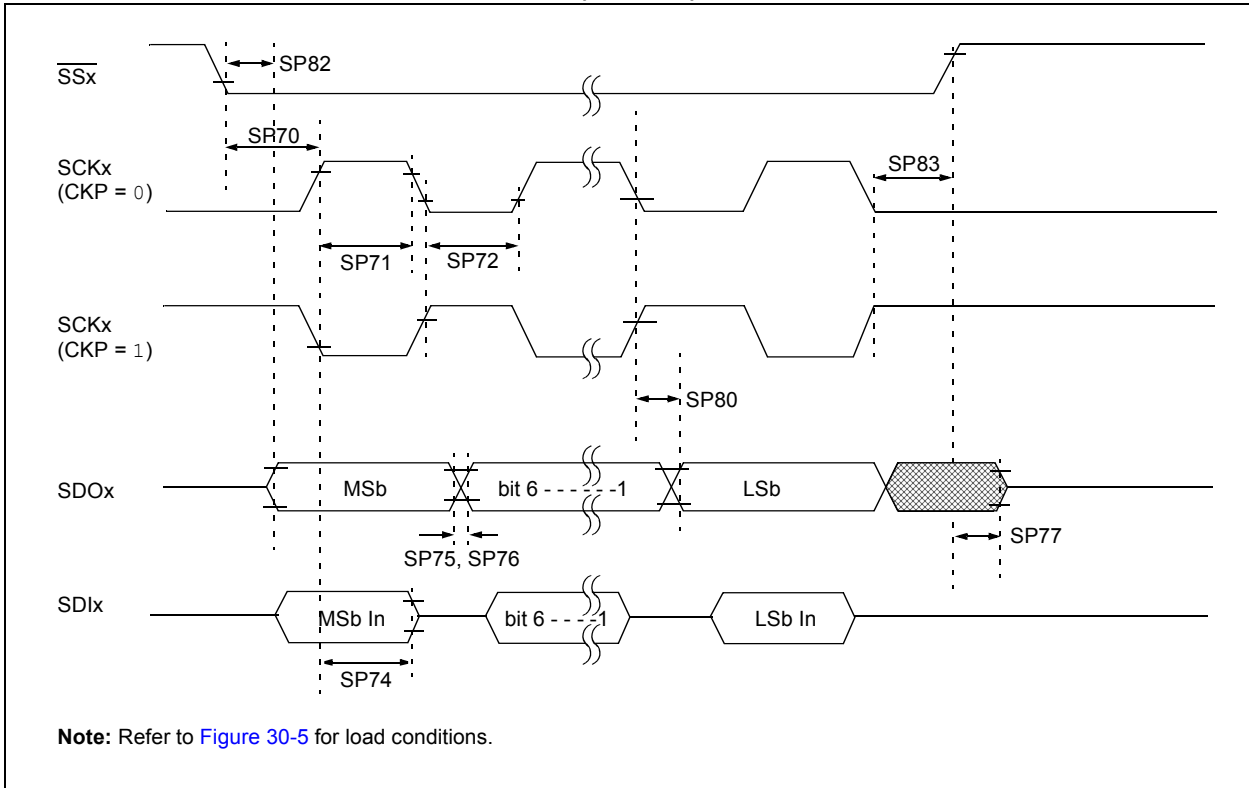 SP82
SSx
SP70
SCKx
(CKP = 0)
SP83
SP71
SP72
SCKx
(CKP = 1)
SP80
SDOx
MSb
bit 6 - - - - - -1
LSb
SP77
SP75, SP76
SDIx
MSb In
bit 6 - - - -1
LSb In
SP74
Note: Refer to Figure 30-5 for load conditions.